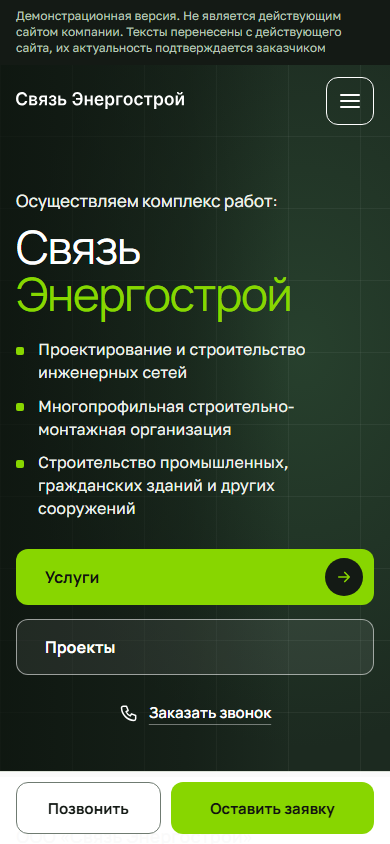 Демонстрационная версия. Не является действующим
сайтом компании. Тексты перенесены с действующего
сайта, их актуальность подтверждается заказчиком
Связь Энергострой
Осуществляем комплекс работ:
Связь
Энергострой
Проектирование и строительство
инженерных сетей
Многопрофильная строительно-
монтажная организация
Строительство промышленных,
гражданских зданий и других
сооружений
Услуги
Проекты
Заказать звонок
Позвонить
Оставить заявку